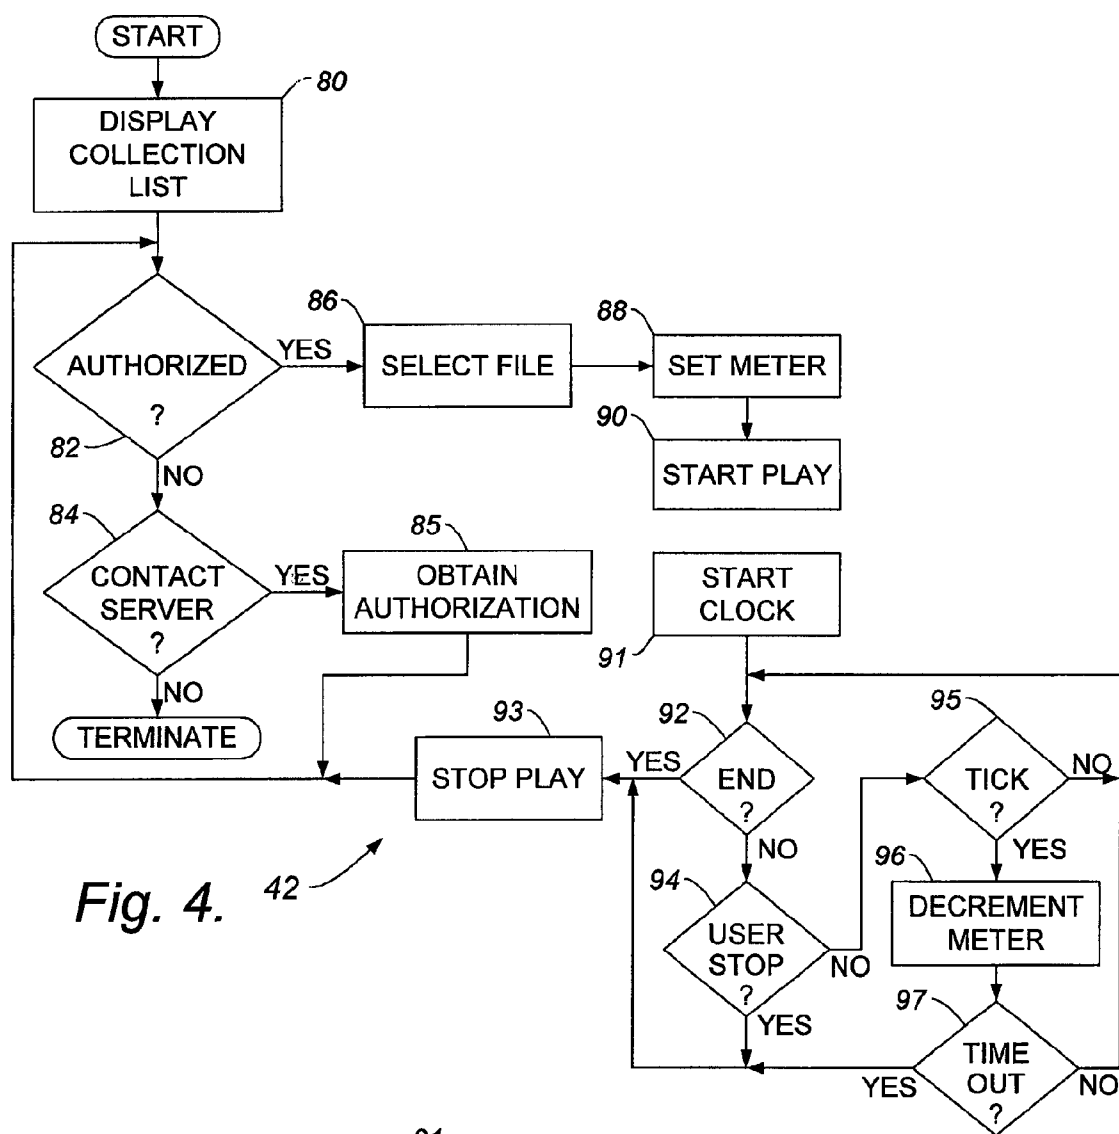 START
80
DISPLAY
COLLECTION
LIST
86
88
AUTHORIZED
?
YES
SELECT FILE
SET METER
82
NO
90
START PLAY
84
85
CONTACT
SERVER
?
YES
OBTAIN
AUTHORIZATION
START
CLOCK
91
NO
TERMINATE
93
92
95
STOP PLAY
YES
END
?
TICK
?
NO
NO
YES
Fig. 4.
42
94
96
USER
STOP
?
NO
DECREMENT
METER
YES
97
TIME
OUT
?
YES
NO